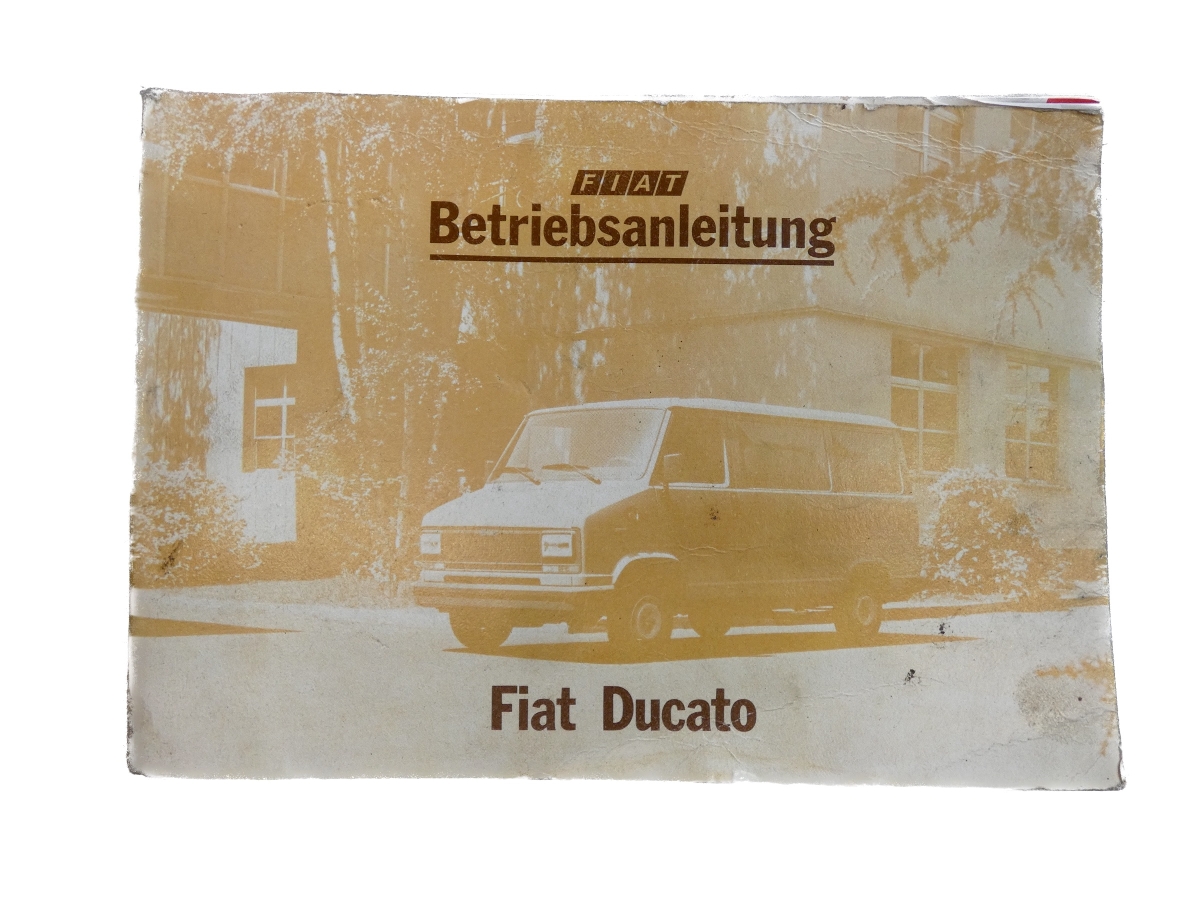 FIAT
Betriebsanleitung
Fiat Ducato